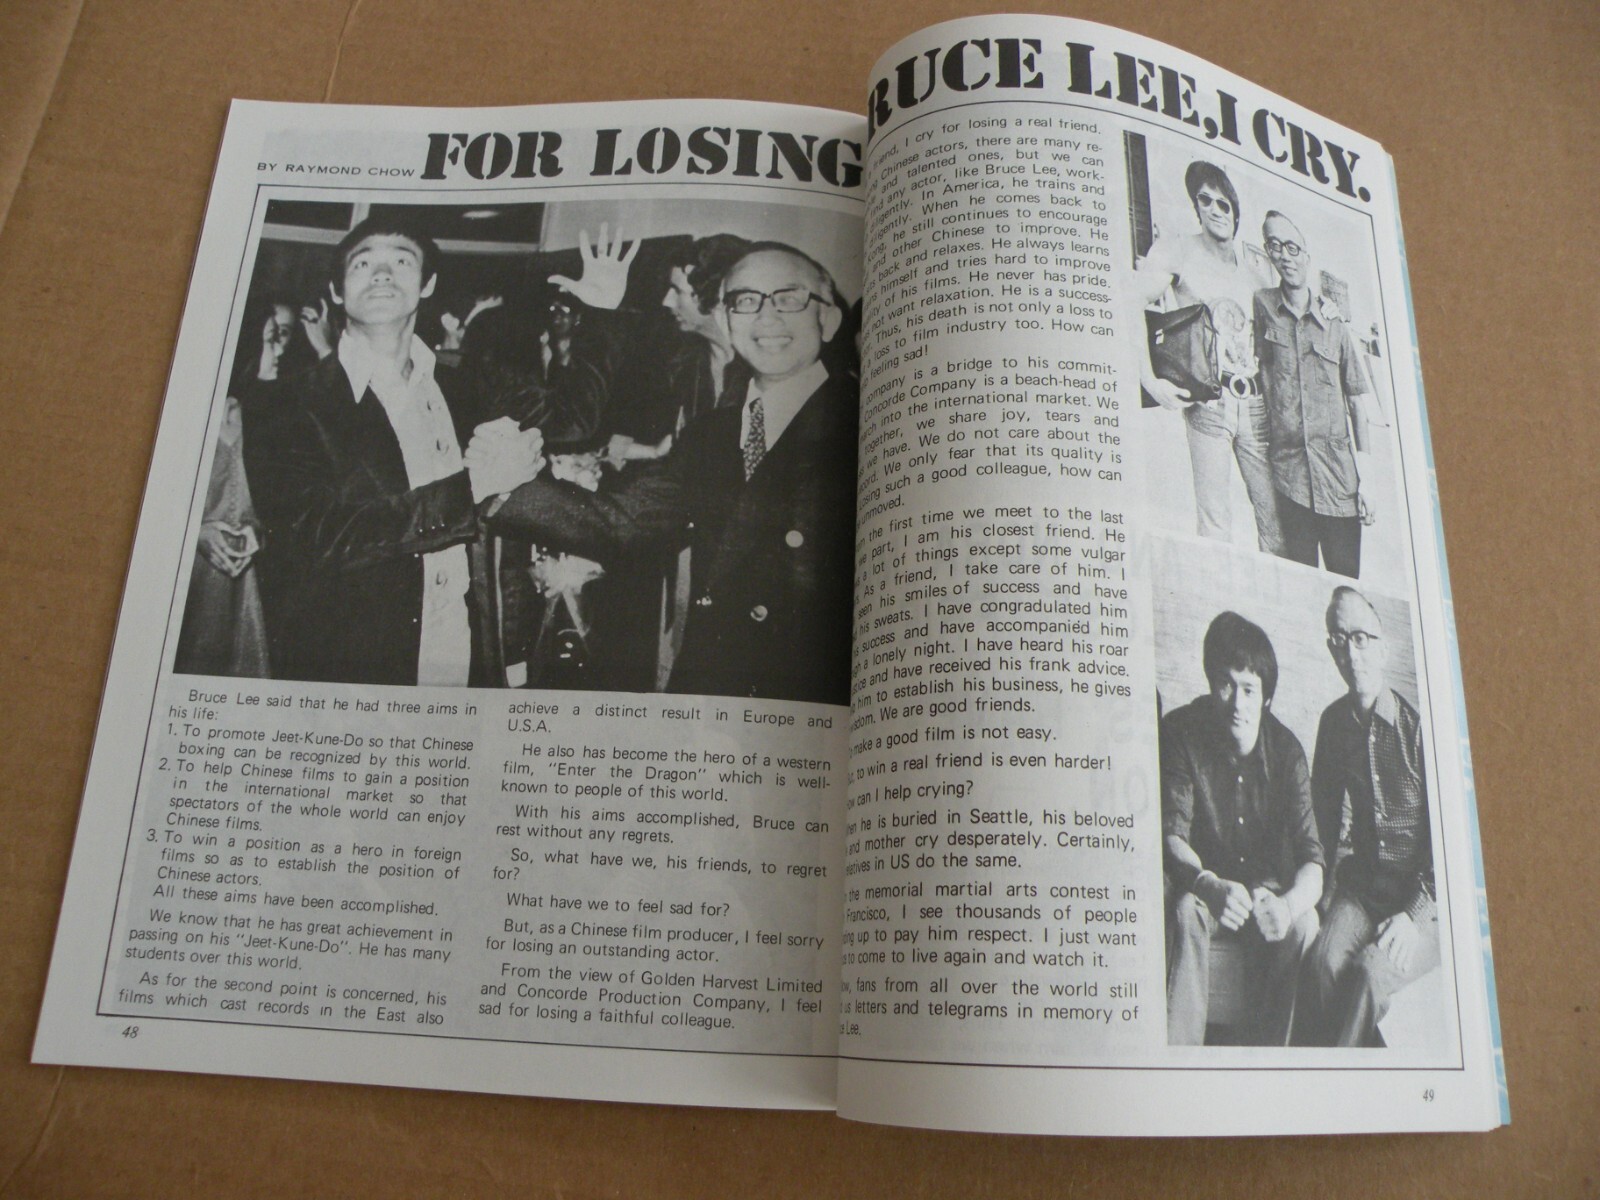 BY RAYMOND CHOW FOR LOSING
RUCE LEE, I CRY.
Bruce Lee said that he had three aims in
his life:
1. To promote Jeet-Kune-Do so that Chinese
boxing can be recognized by this world.
2. To help Chinese films to gain a position
in the international market so that
spectators of the whole world can enjoy
Chinese films.
3. To win a position as a hero in foreign
films so as to establish the position of
Chinese actors.
All these aims have been accomplished.
We know that he has great achievement in
passing on his "Jeet-Kune-Do". He has many
students over this world.
As for the second point is concerned, his
films which cast records in the East also
achieve a distinct result in Europe and
U.S.A.
He also has become the hero of a western
film, "Enter the Dragon" which is well-
known to people of this world.
With his aims accomplished, Bruce can
rest without any regrets.
So, what have we, his friends, to regret
for?
What have we to feel sad for?
But, as a Chinese film producer, I feel sorry
for losing an outstanding actor.
From the view of Golden Harvest Limited
and Concorde Production Company, I feel
sad for losing a faithful colleague.
48
friend, I cry for losing a real friend.
Chinese actors, there are many re-
and talented ones, but we can
find any actor, like Bruce Lee, work-
diligently. In America, he trains and
diligently. When he comes back to
Kong, he still continues to encourage
and other Chinese to improve. He
back and relaxes. He always learns
himself and tries hard to improve
quality of his films. He never has pride.
not want relaxation. He is a success-
Thus, his death is not only a loss to
a loss to film industry too. How can
feeling sad!
company is a bridge to his commit-
Concorde Company is a beach-head of
into the international market. We
together, we share joy, tears and
we have. We do not care about the
We only fear that its quality is
losing such a good colleague, how can
unmoved.
the first time we meet to the last
we part, I am his closest friend. He
a lot of things except some vulgar
As a friend, I take care of him. I
seen his smiles of success and have
his sweats. I have congradulated him
success and have accompanied him
a lonely night. I have heard his roar
and have received his frank advice.
him to establish his business, he gives
We are good friends.
make a good film is not easy.
to win a real friend is even harder!
can I help crying?
he is buried in Seattle, his beloved
and mother cry desperately. Certainly,
relatives in US do the same.
the memorial martial arts contest in
Francisco, I see thousands of people
up to pay him respect. I just want
to come to live again and watch it.
fans from all over the world still
us letters and telegrams in memory of
Lee.
49